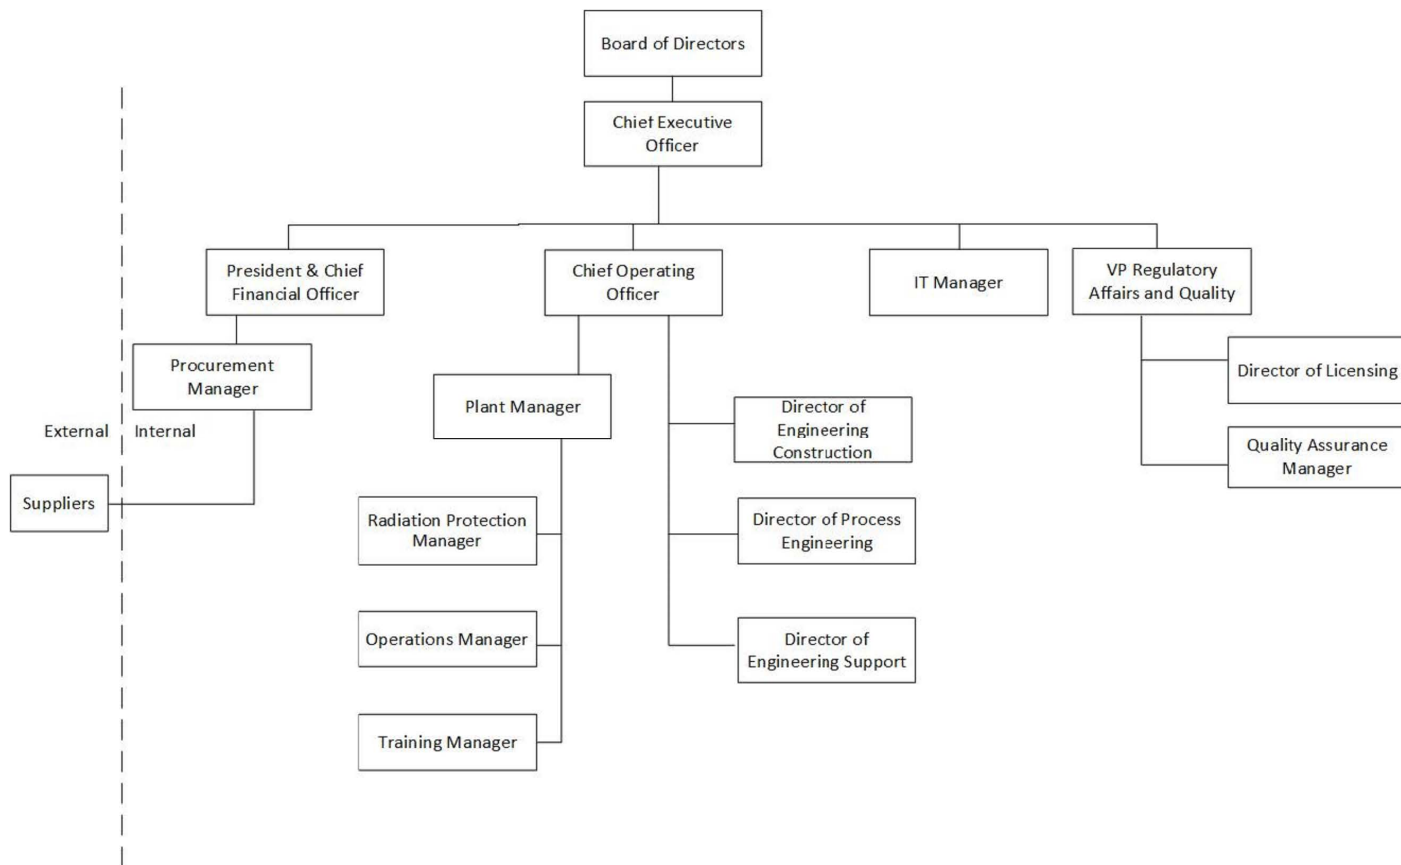 Board of Directors
Chief Executive
Officer
President & Chief
Financial Officer
Chief Operating
Officer
IT Manager
VP Regulatory
Affairs and Quality
Procurement
Manager
Director of Licensing
Plant Manager
Director of
Engineering
Construction
External
Internal
Quality Assurance
Manager
Suppliers
Radiation Protection
Manager
Director of Process
Engineering
Operations Manager
Director of
Engineering Support
Training Manager